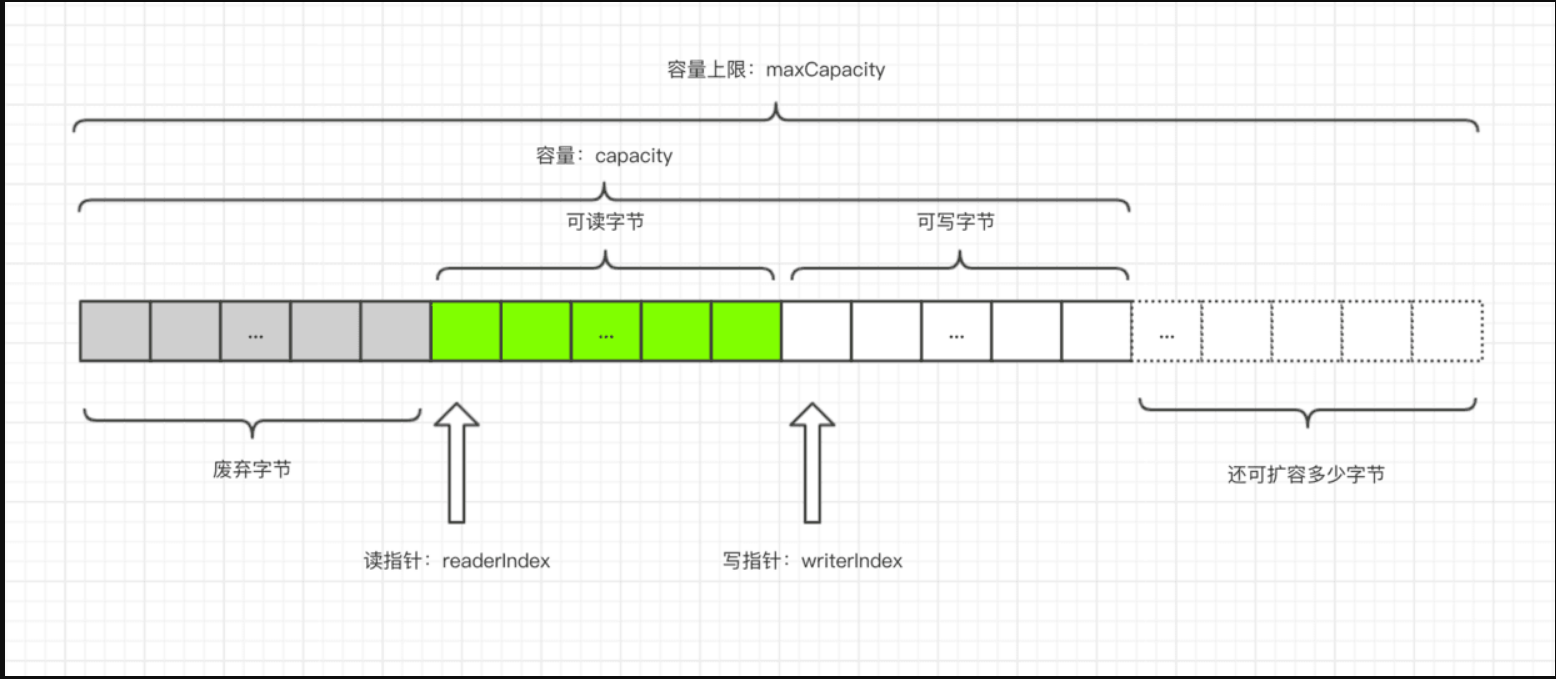 容量上限：maxCapacity
容量：capacity
可读字节
可写字节
...
...
...
...
废弃字节
还可扩容多少字节
读指针：readerIndex
写指针：writerIndex